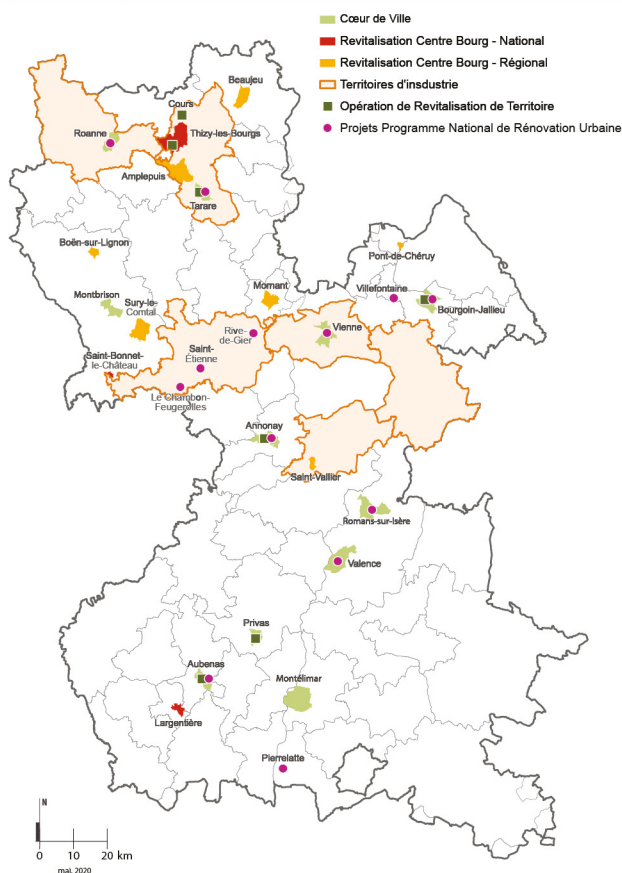 Cœur de Ville
Revitalisation Centre Bourg - National
Revitalisation Centre Bourg - Régional
Territoires d'insdustrie
Opération de Revitalisation de Territoire
Projets Programme National de Rénovation Urbaine
Beaujeu
Cours
Roanne
Thizy-les-Bourgs
Amplepuis
Tarare
Boën-sur-Lignon
Pont-de-Chéruy
Villefontaine
Mornant
Montbrison
Sury-le-
Comtal
Bourgoin-Jallieu
Rive-
de-Gier
Vienne
Saint-Bonnet-
le-Château
Saint-
Étienne
Le Chambon-
Feugerolles
Annonay
Saint-Vallier
Romans-sur-Isère
Valence
Privas
Aubenas
Montélimar
Largentière
Pierrelatte
N
0 10 20 km
mai, 2020